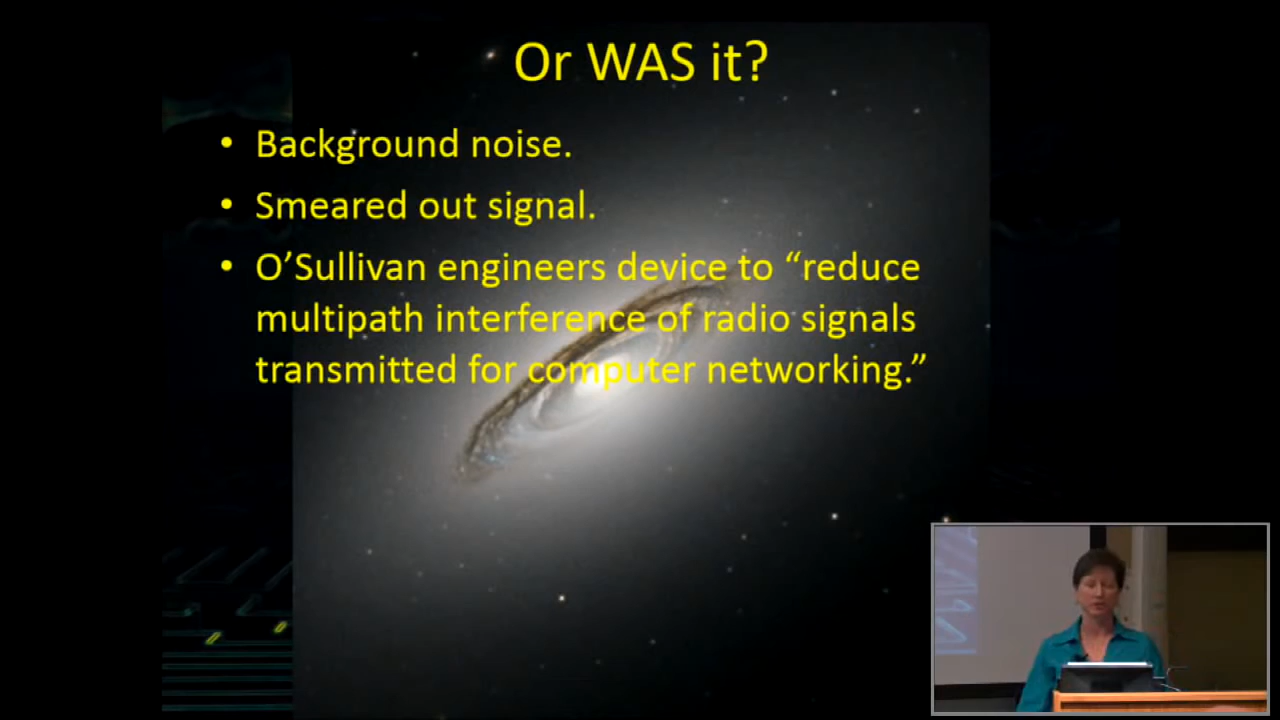 Or WAS it?
• Background noise.
• Smeared out signal.
• O’Sullivan engineers device to “reduce
multipath interference of radio signals
transmitted for computer networking.”